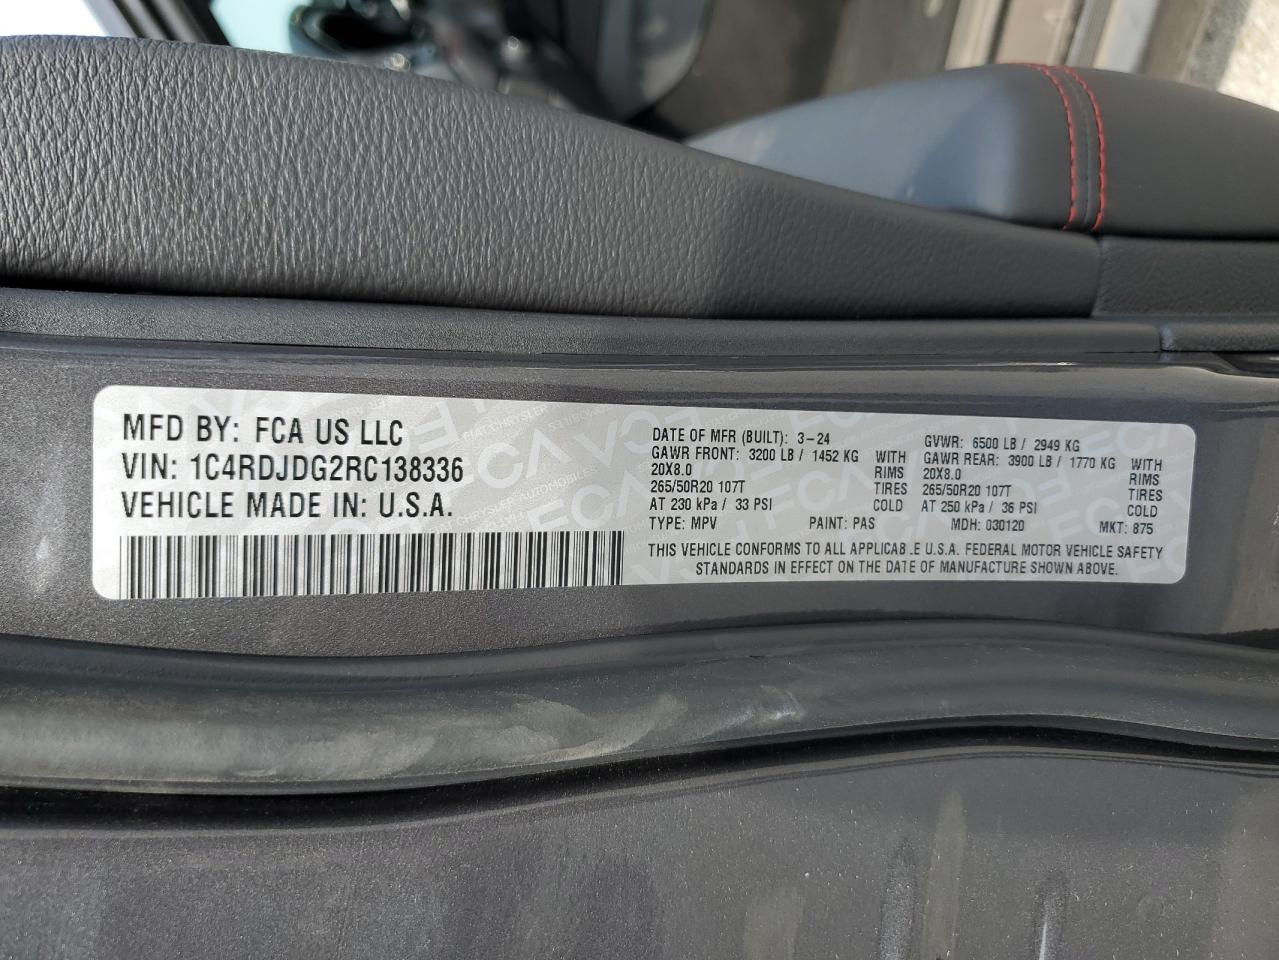 MFD BY: FCA US LLC
VIN: 1C4RDJDG2RC138336
VEHICLE MADE IN: U.S.A.
DATE OF MFR (BUILT): 3-24 GVWR: 6500 LB / 2949 KG
GAWR FRONT: 3200 LB / 1452 KG WITH GAWR REAR: 3900 LB / 1770 KG WITH
20X8.0 RIMS 20X8.0 RIMS
265/50R20 107T TIRES 265/50R20 107T TIRES
AT 230 kPa / 33 PSI COLD AT 250 kPa / 36 PSI COLD
TYPE: MPV PAINT: PAS MDH: 030120 MKT: 875
THIS VEHICLE CONFORMS TO ALL APPLICAB.E U.S.A. FEDERAL MOTOR VEHICLE SAFETY
STANDARDS IN EFFECT ON THE DATE OF MANUFACTURE SHOWN ABOVE.